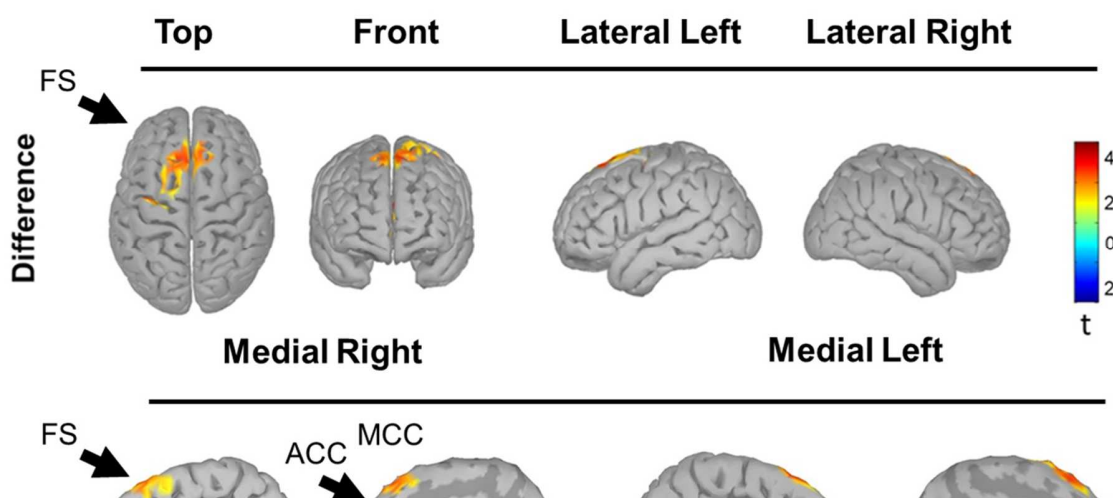 Top Front Lateral Left Lateral Right
FS
Difference
4
2
0
2
t
Medial Right Medial Left
FS
MCC
ACC